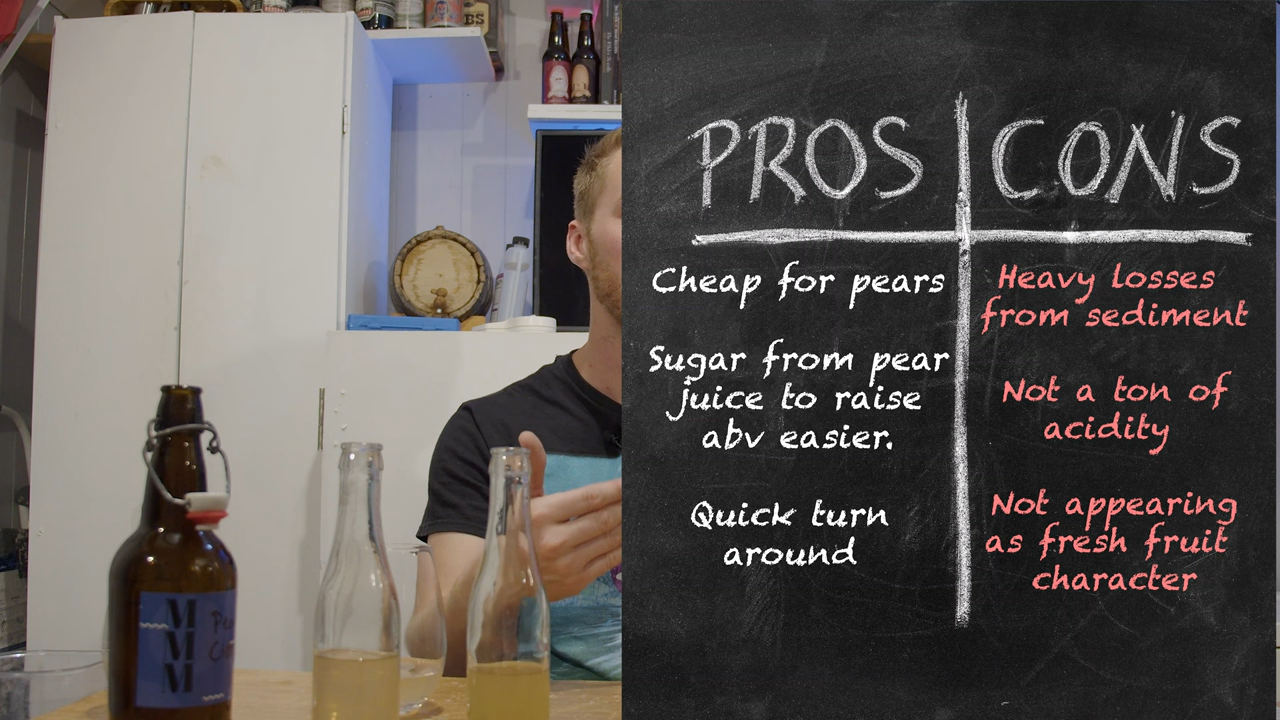 PROS CONS
Cheap for pears
Sugar from pear
juice to raise
abv easier.
Quick turn
around
Heavy losses
from sediment
Not a ton of
acidity
Not appearing
as fresh fruit
character
M
M
M